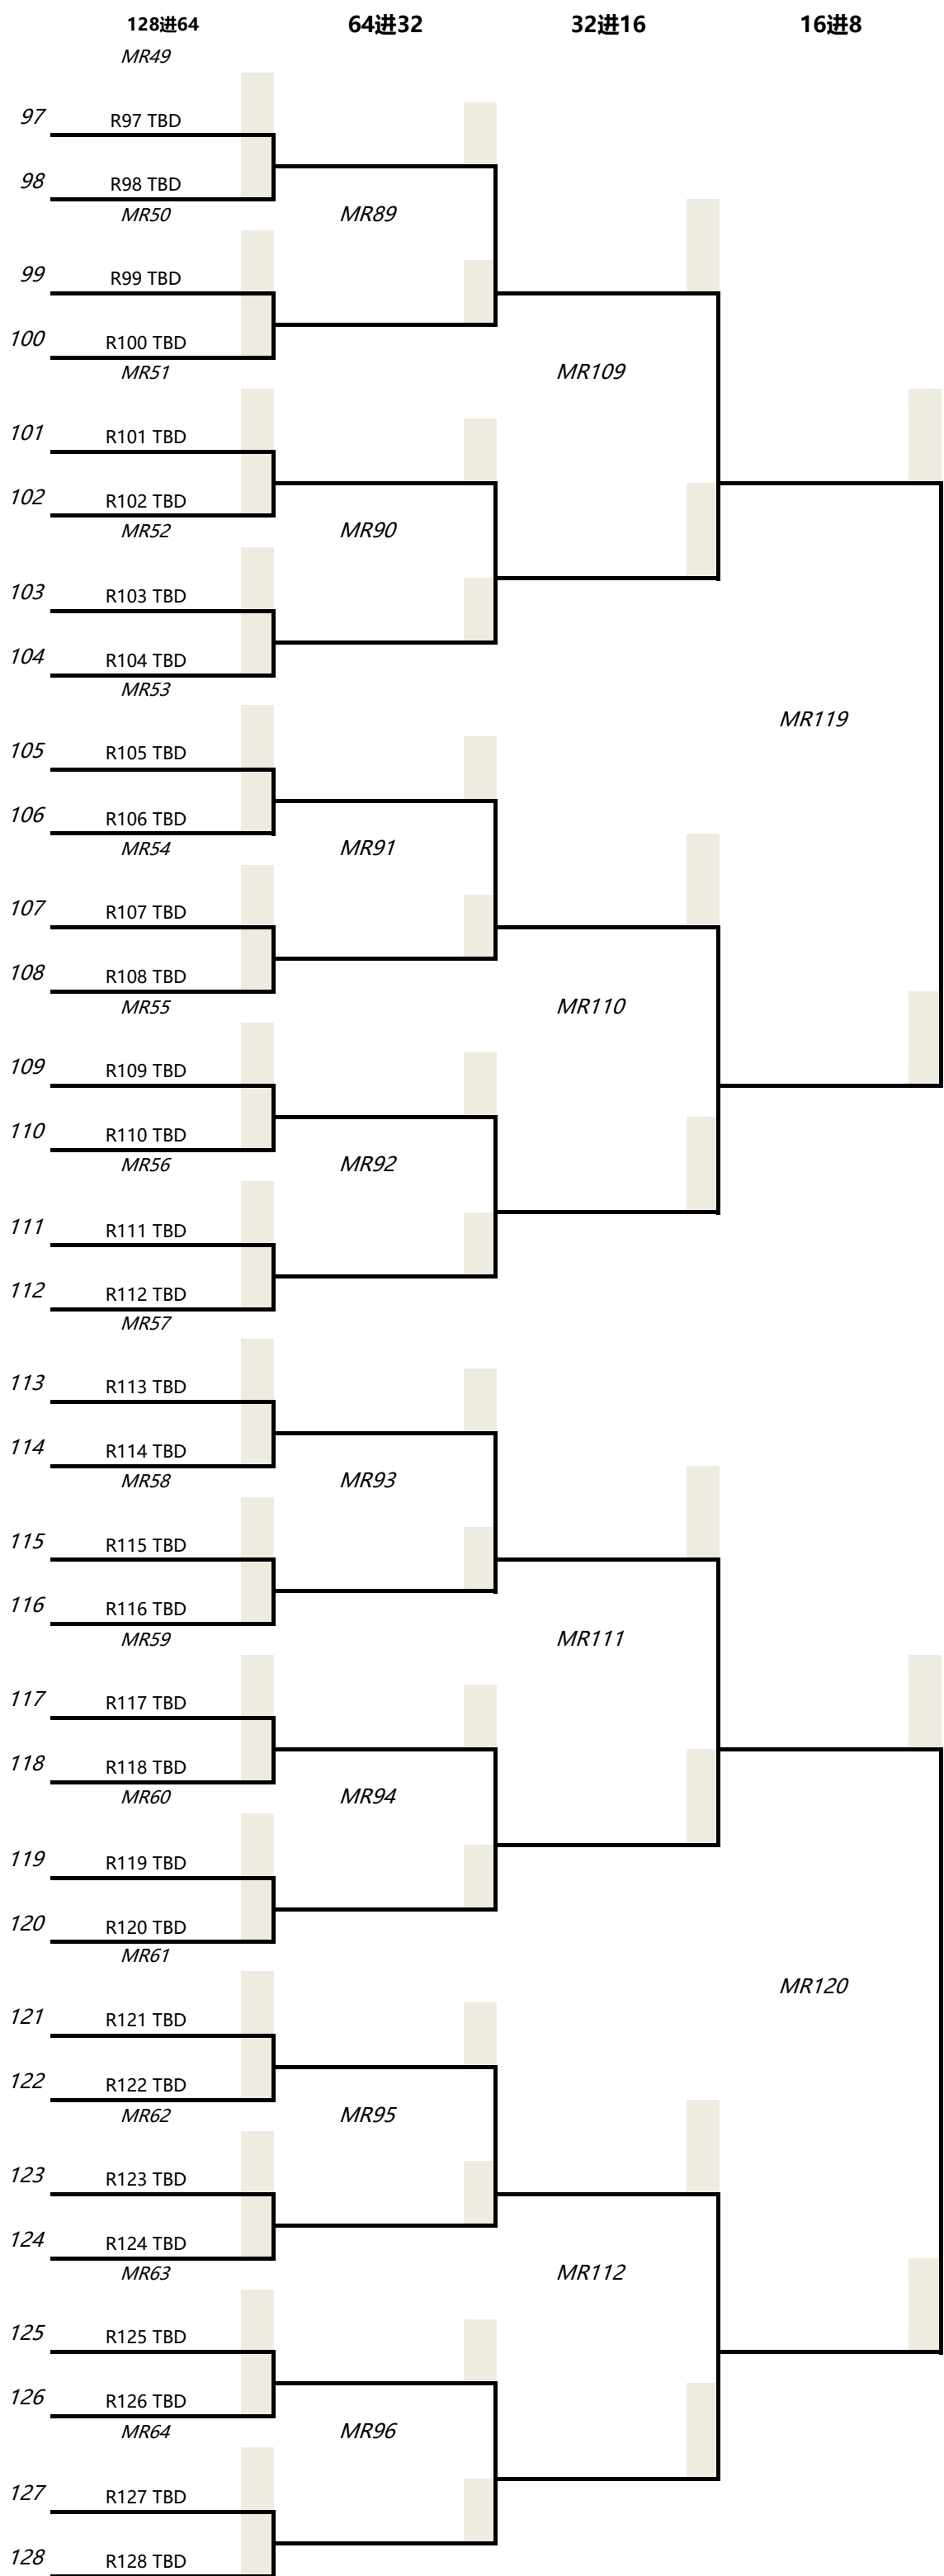 128进64 64进32 32进16 16进8
MR49
97 R97 TBD
98 R98 TBD
MR50 MR89
99 R99 TBD
100 R100 TBD
MR51 MR109
101 R101 TBD
102 R102 TBD
MR52 MR90
103 R103 TBD
104 R104 TBD
MR53
MR119
105 R105 TBD
106 R106 TBD
MR54 MR91
107 R107 TBD
108 R108 TBD
MR55 MR110
109 R109 TBD
110 R110 TBD
MR56 MR92
111 R111 TBD
112 R112 TBD
MR57
113 R113 TBD
114 R114 TBD
MR58 MR93
115 R115 TBD
116 R116 TBD
MR59 MR111
117 R117 TBD
118 R118 TBD
MR60 MR94
119 R119 TBD
120 R120 TBD
MR61
MR120
121 R121 TBD
122 R122 TBD
MR62 MR95
123 R123 TBD
124 R124 TBD
MR63 MR112
125 R125 TBD
126 R126 TBD
MR64 MR96
127 R127 TBD
128 R128 TBD